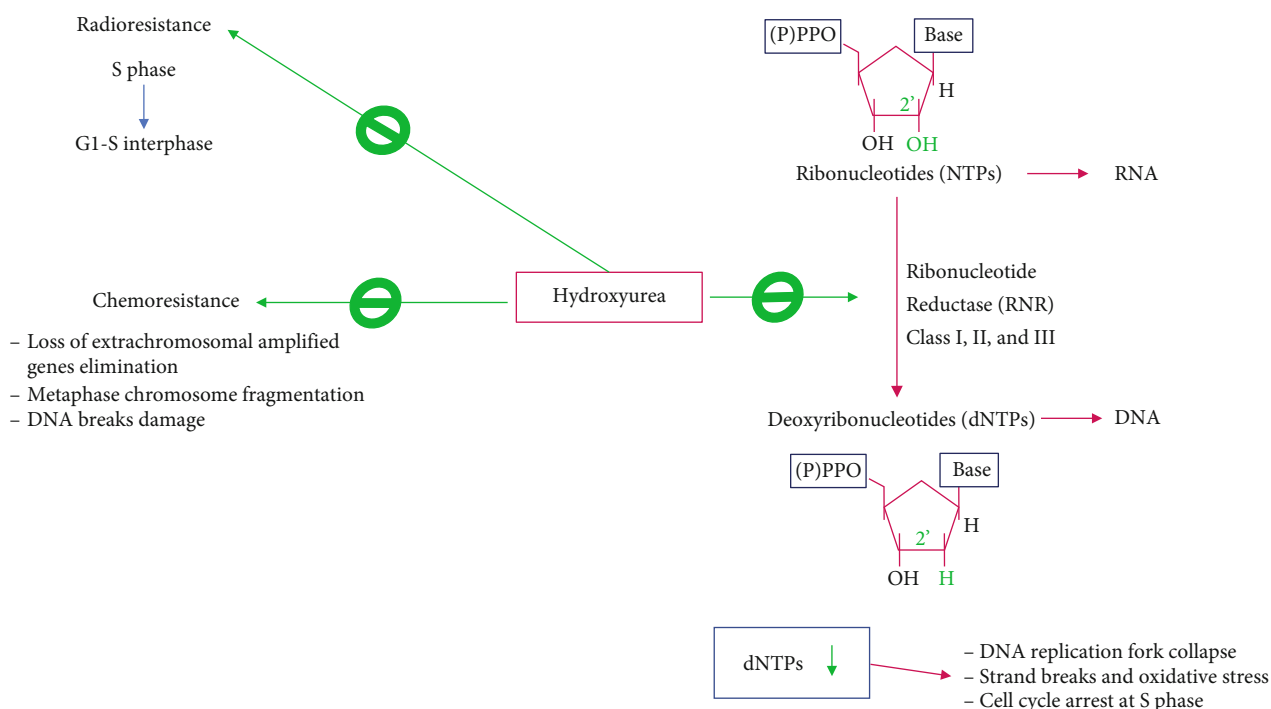 Radioresistance
S phase
G1-S interphase
(P)PPO
Base
H
2’
OH
OH
Ribonucleotides (NTPs)
RNA
Hydroxyurea
Chemoresistance
– Loss of extrachromosomal amplified
genes elimination
– Metaphase chromosome fragmentation
– DNA breaks damage
Ribonucleotide
Reductase (RNR)
Class I, II, and III
Deoxyribonucleotides (dNTPs)
DNA
(P)PPO
Base
H
2’
OH
H
dNTPs
– DNA replication fork collapse
– Strand breaks and oxidative stress
– Cell cycle arrest at S phase